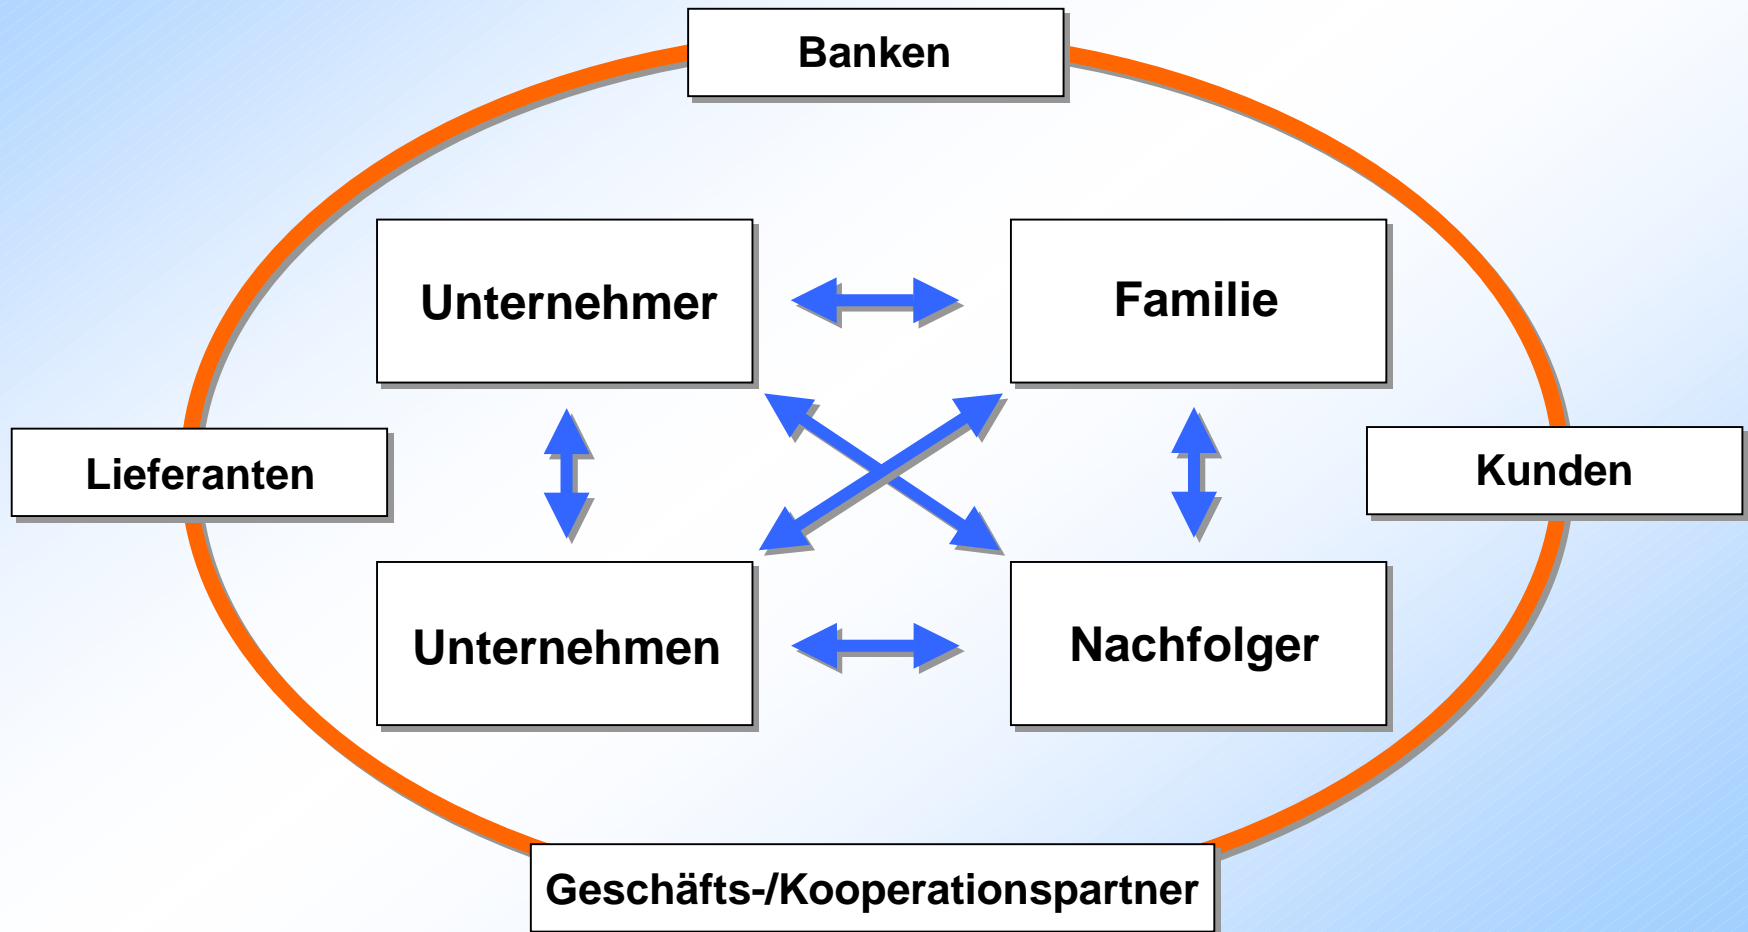 Banken
Unternehmer
Familie
Lieferanten
Kunden
Unternehmen
Nachfolger
Geschäfts-/Kooperationspartner